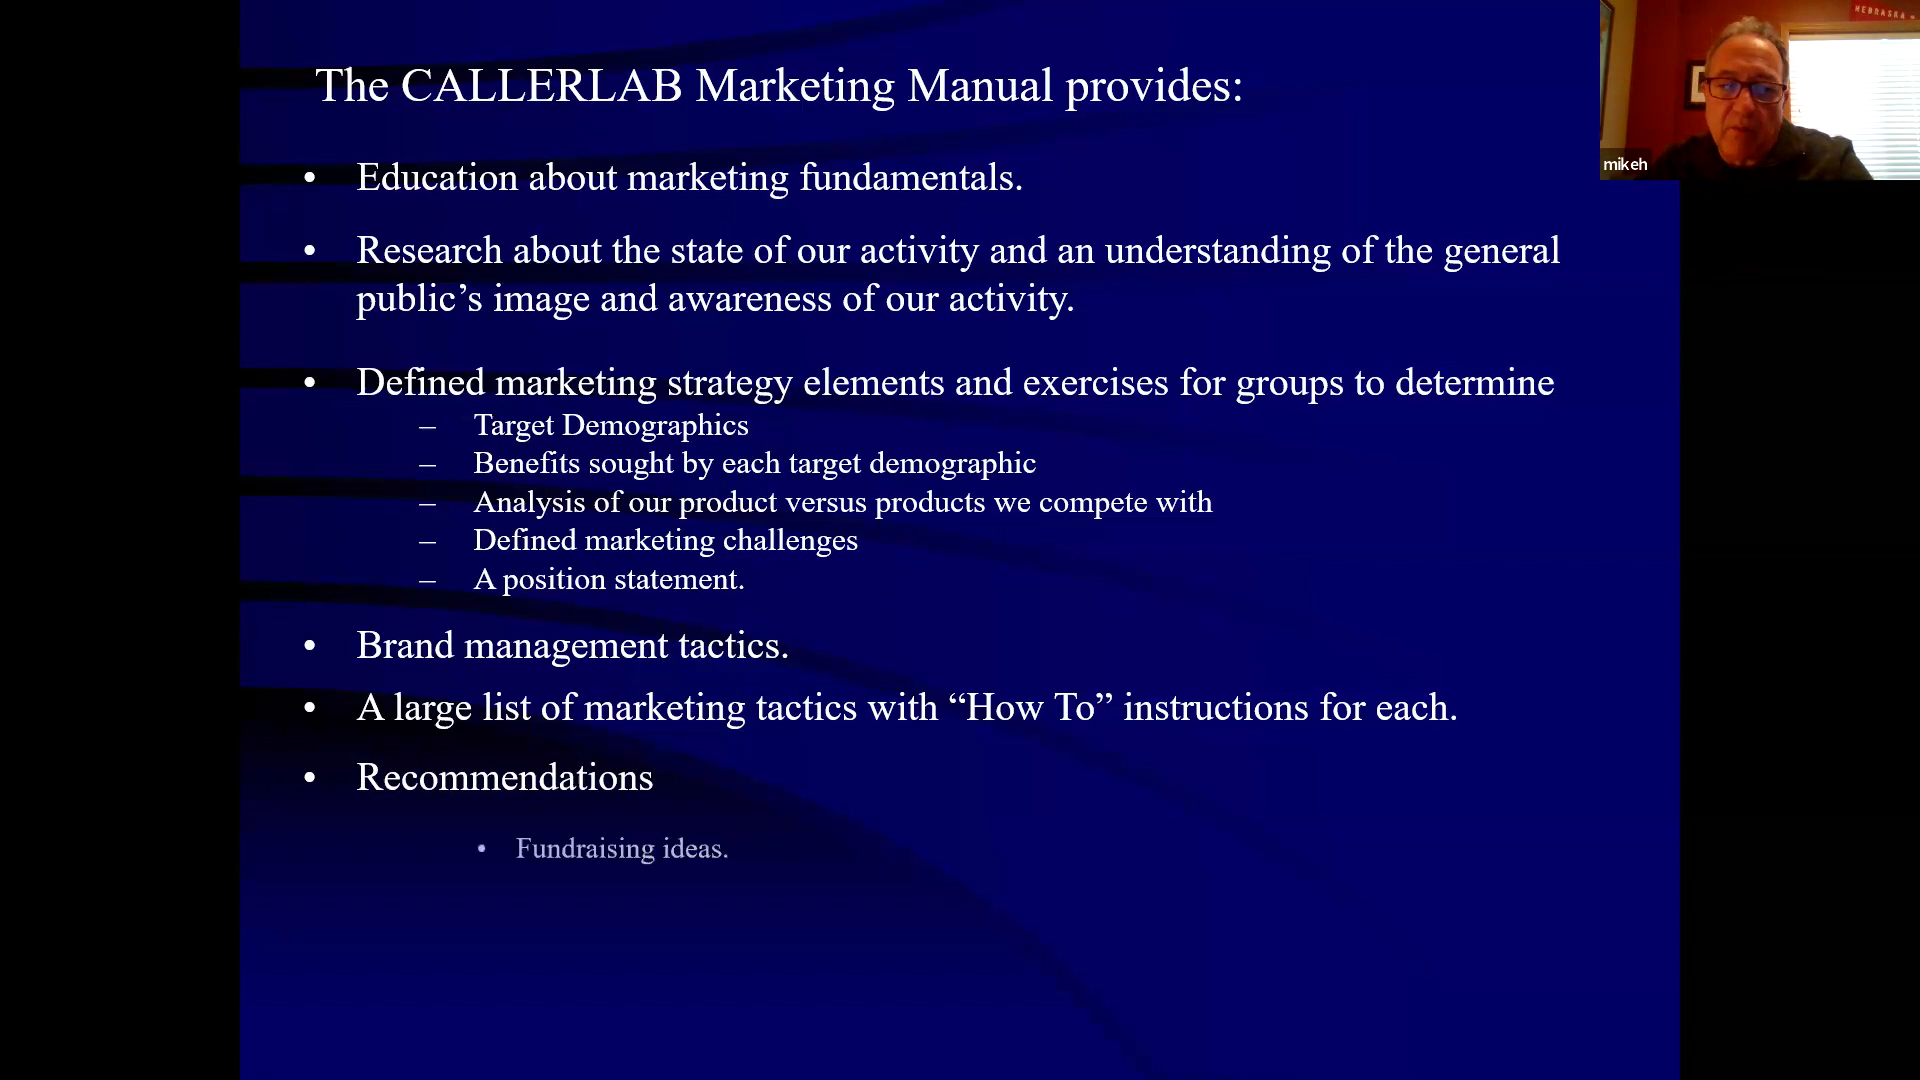 The CALLERLAB Marketing Manual provides:
• Education about marketing fundamentals.
• Research about the state of our activity and an understanding of the general
public’s image and awareness of our activity.
• Defined marketing strategy elements and exercises for groups to determine
– Target Demographics
– Benefits sought by each target demographic
– Analysis of our product versus products we compete with
– Defined marketing challenges
– A position statement.
• Brand management tactics.
• A large list of marketing tactics with “How To” instructions for each.
• Recommendations
• Fundraising ideas.
NEBRASKA
mikeh